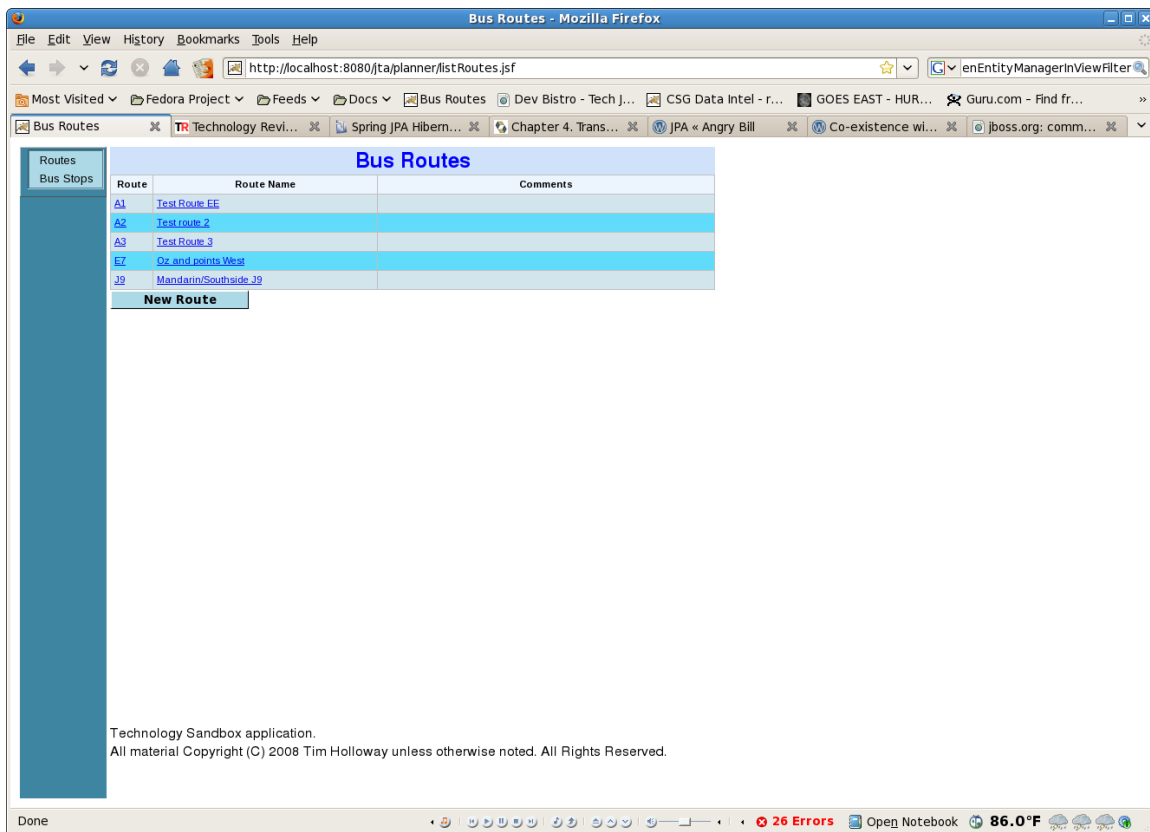 Bus Routes - Mozilla Firefox
File Edit View History Bookmarks Tools Help
http://localhost:8080/jta/planner/listRoutes.jsf
enEntityManagerInViewFilter
Most Visited Fedora Project Feeds Docs Bus Routes Dev Bistro - Tech J... CSG Data Intel - r... GOES EAST - HUR... Guru.com – Find fr... »
Bus Routes TR Technology Revi... Spring JPA Hibern... Chapter 4. Trans... JPA « Angry Bill Co-existence wi... jboss.org: comm...
Routes
Bus Stops
Bus Routes
Route Route Name Comments
A1 Test Route EE
A2 Test route 2
A3 Test Route 3
E7 Oz and points West
J9 Mandarin/Southside J9
New Route
Technology Sandbox application.
All material Copyright (C) 2008 Tim Holloway unless otherwise noted. All Rights Reserved.
Done 26 Errors Open Notebook 86.0°F